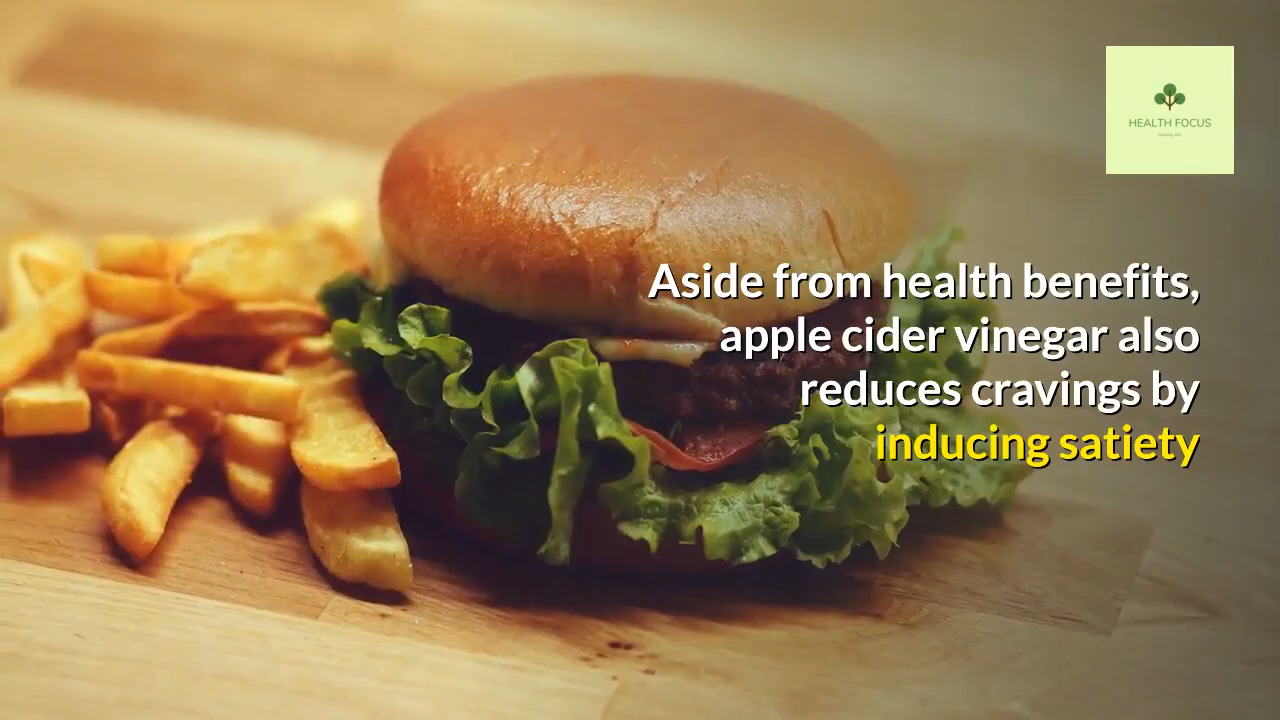 HEALTH FOCUS
Aside from health benefits,
apple cider vinegar also
reduces cravings by
inducing satiety